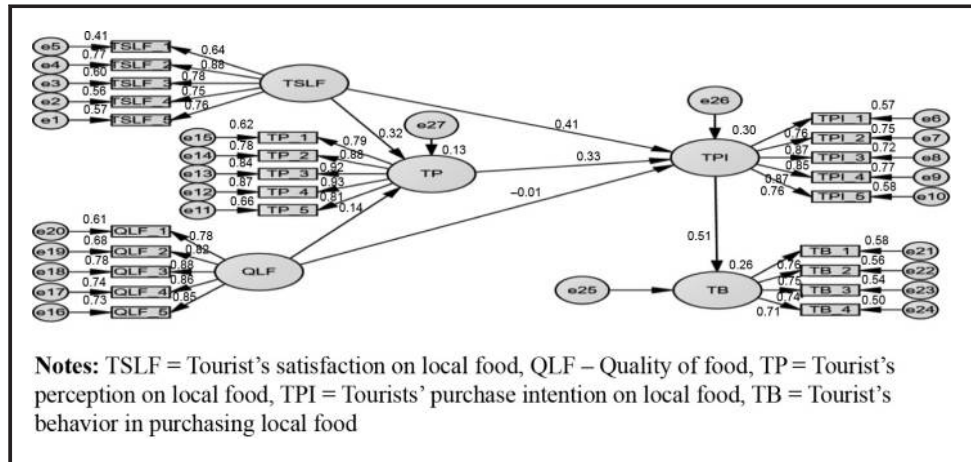 e5 0.41 TSLF_1 0.64
e4 0.77 TSLF_2 0.88
e3 0.60 TSLF_3 0.78
e2 0.56 TSLF_4 0.75
e1 0.57 TSLF_5 0.76
TSLF
0.32
0.41
e15 0.62 TP_1 0.79
e14 0.78 TP_2 0.88
e13 0.84 TP_3 0.92
e12 0.87 TP_4 0.93
e11 0.66 TP_5 0.81
e27
0.13
TP
0.33
0.14
−0.01
e20 0.61 QLF_1 0.78
e19 0.68 QLF_2 0.82
e18 0.78 QLF_3 0.88
e17 0.74 QLF_4 0.86
e16 0.73 QLF_5 0.85
QLF
e26
0.30
TPI
0.76 TPI_1 0.57 e6
0.87 TPI_2 0.75 e7
0.85 TPI_3 0.72 e8
0.87 TPI_4 0.77 e9
0.76 TPI_5 0.58 e10
0.51
e25
0.26
TB
0.76 TB_1 0.58 e21
0.75 TB_2 0.56 e22
0.74 TB_3 0.54 e23
0.71 TB_4 0.50 e24
Notes: TSLF = Tourist’s satisfaction on local food, QLF – Quality of food, TP = Tourist’s
perception on local food, TPI = Tourists’ purchase intention on local food, TB = Tourist’s
behavior in purchasing local food